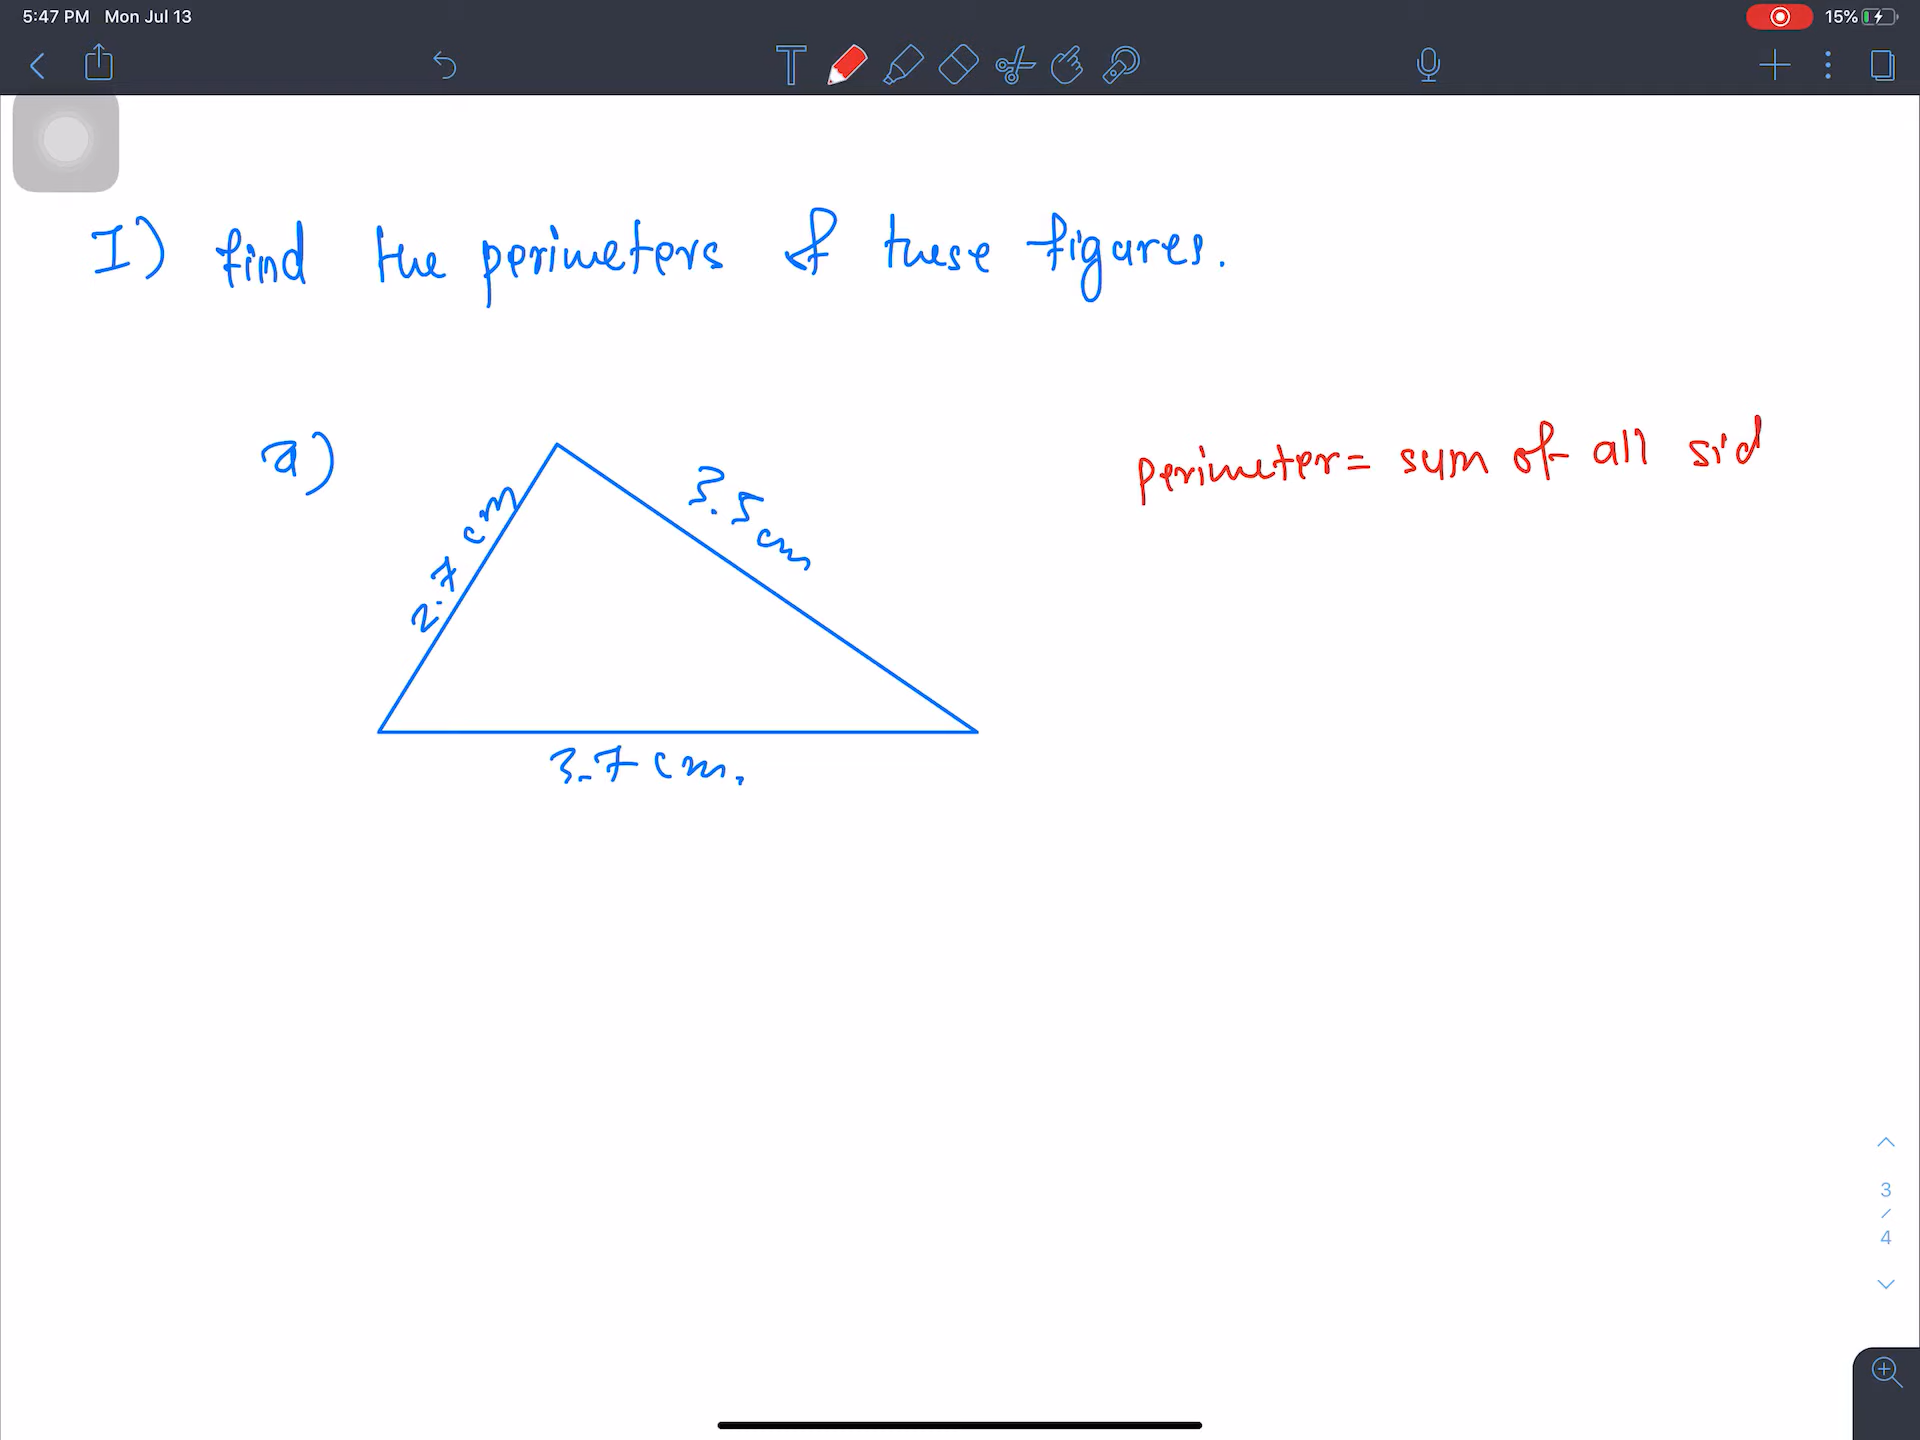 5:47 PM Mon Jul 13
15%
I) find the perimeters of these figures.
a)
2.7 cm
3.5 cm
3.7 cm.
perimeter = sum of all sid
3
/
4